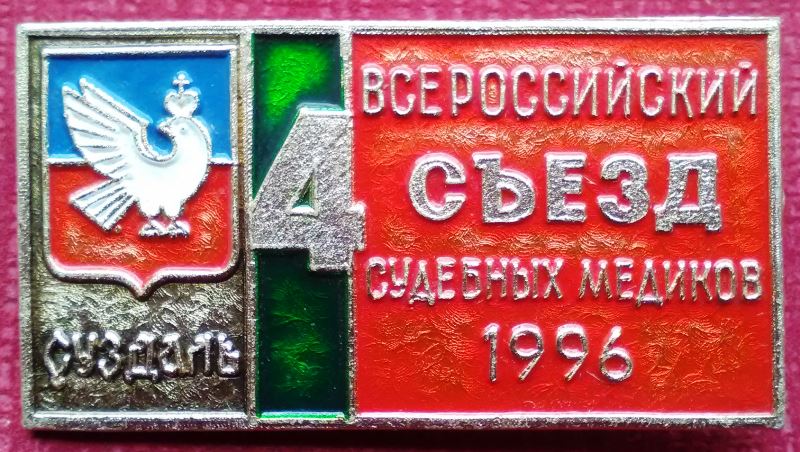 СУЗДАЛЬ
4
ВСЕРОССИЙСКИЙ
СЪЕЗД
СУДЕБНЫХ МЕДИКОВ
1996